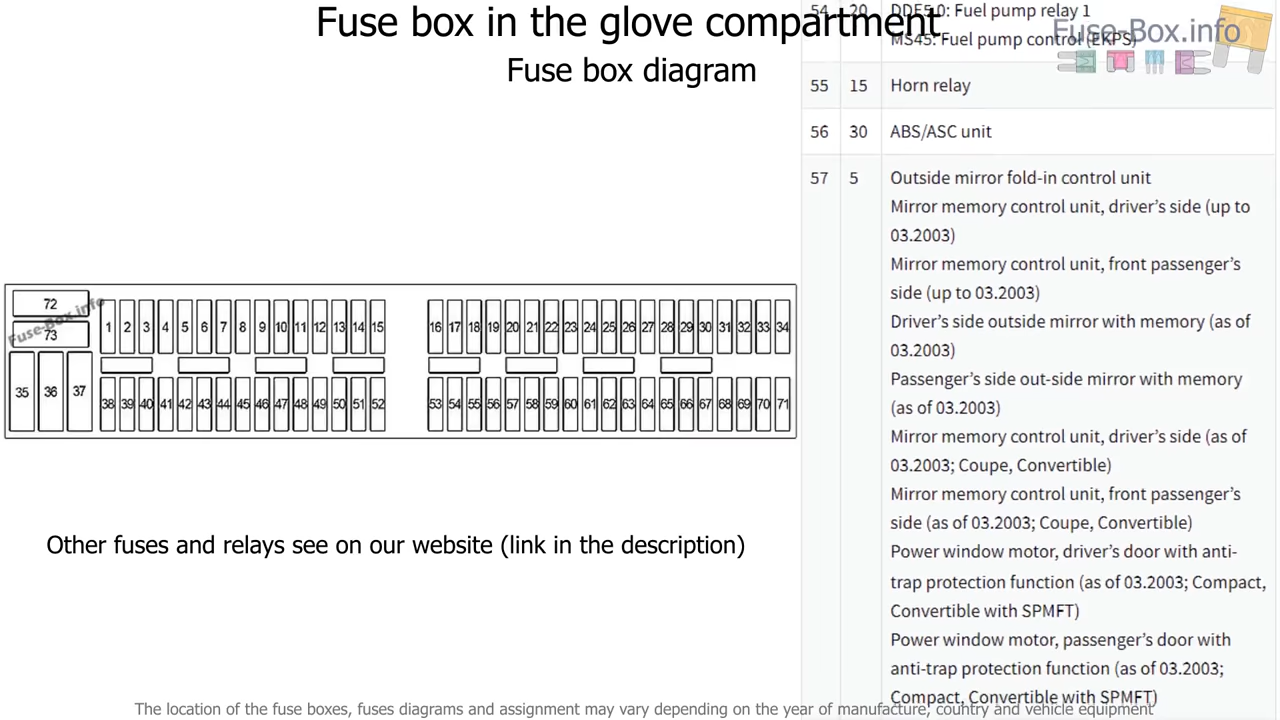 Fuse box in the glove compartment
Fuse box diagram
Fuse-Box.info
54 20 DDE5.0: Fuel pump relay 1
MS45: Fuel pump control (EKPS)
55 15 Horn relay
56 30 ABS/ASC unit
57 5 Outside mirror fold-in control unit
Mirror memory control unit, driver’s side (up to
03.2003)
Mirror memory control unit, front passenger’s
side (up to 03.2003)
Driver’s side outside mirror with memory (as of
03.2003)
Passenger’s side out-side mirror with memory
(as of 03.2003)
Mirror memory control unit, driver’s side (as of
03.2003; Coupe, Convertible)
Mirror memory control unit, front passenger’s
side (as of 03.2003; Coupe, Convertible)
Power window motor, driver’s door with anti-
trap protection function (as of 03.2003; Compact,
Convertible with SPMFT)
Power window motor, passenger’s door with
anti-trap protection function (as of 03.2003;
Compact, Convertible with SPMFT)
72
Fuse-Box.info
73
1 2 3 4 5 6 7 8 9 10 11 12 13 14 15 16 17 18 19 20 21 22 23 24 25 26 27 28 29 30 31 32 33 34
35 36 37
38 39 40 41 42 43 44 45 46 47 48 49 50 51 52 53 54 55 56 57 58 59 60 61 62 63 64 65 66 67 68 69 70 71
Other fuses and relays see on our website (link in the description)
The location of the fuse boxes, fuses diagrams and assignment may vary depending on the year of manufacture, country and vehicle equipment